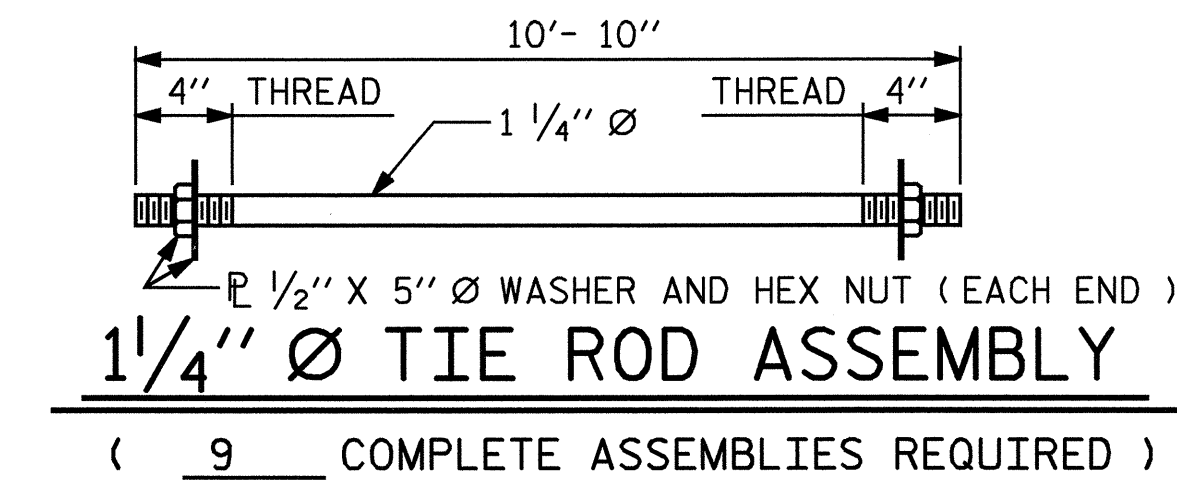 10'- 10"
4" THREAD THREAD 4"
1 1/4" Ø
℄ 1/2" X 5" Ø WASHER AND HEX NUT ( EACH END )
1 1/4" Ø TIE ROD ASSEMBLY
( 9 COMPLETE ASSEMBLIES REQUIRED )